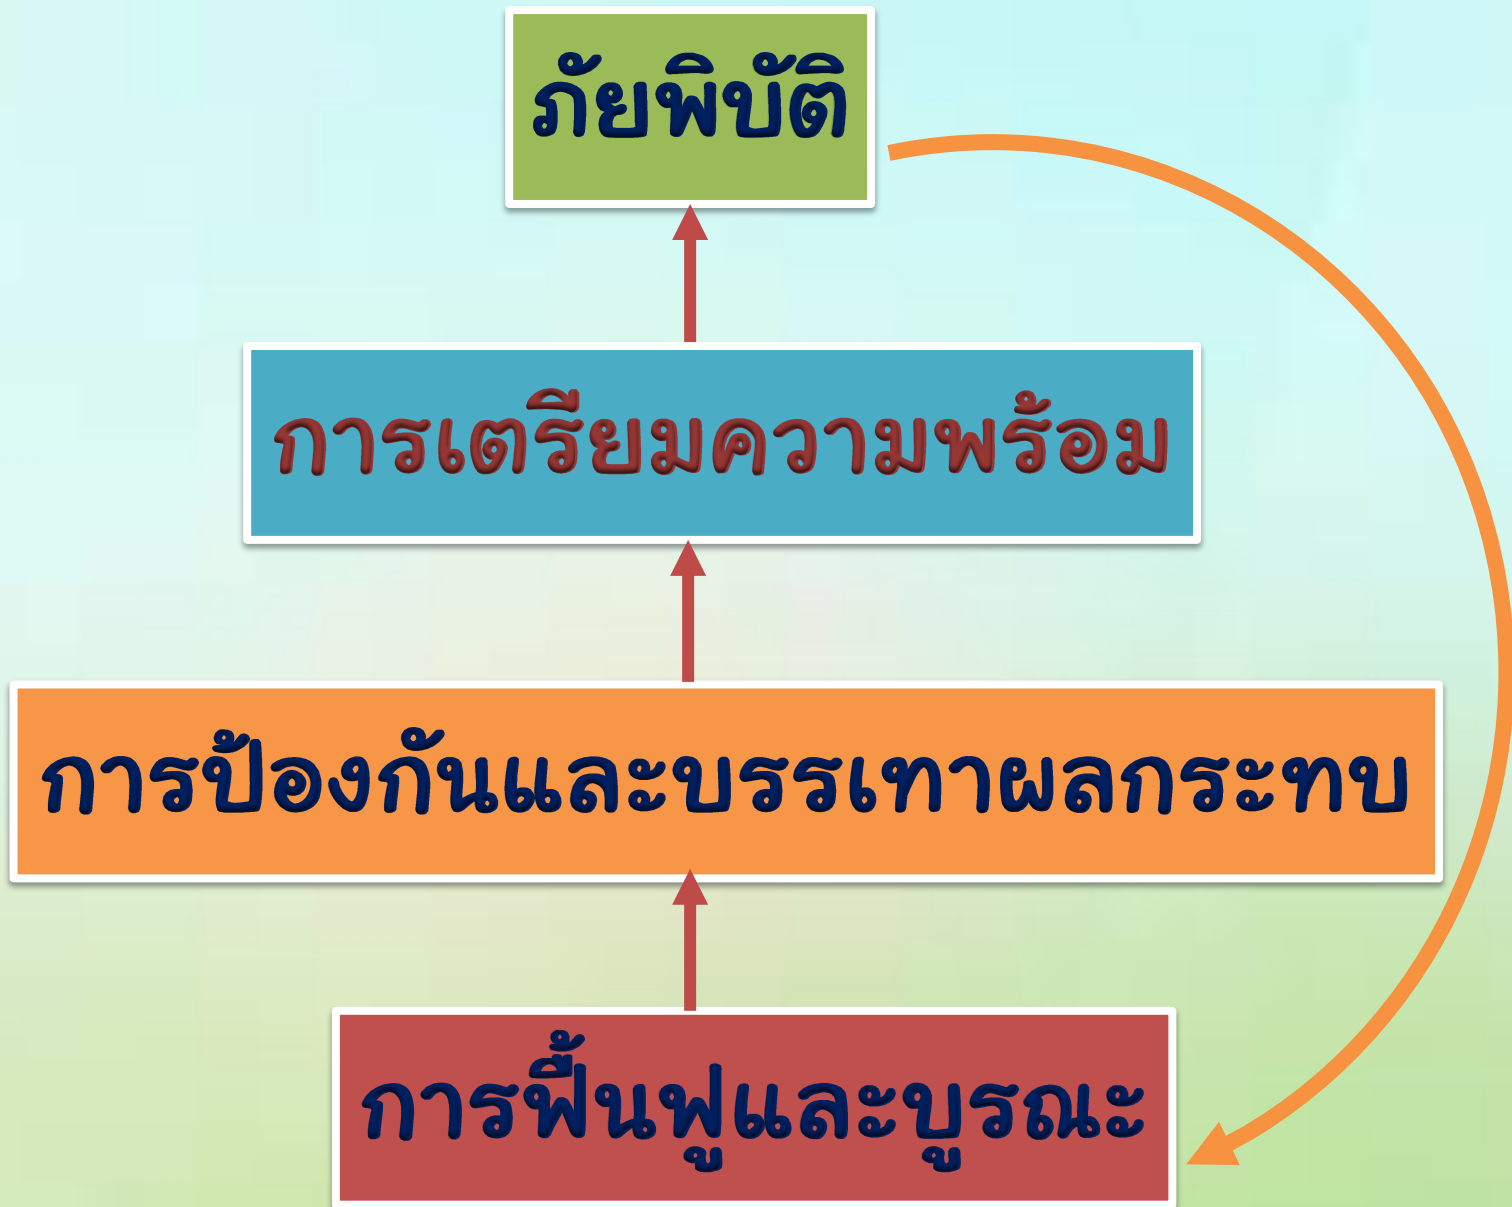 ภัยพิบัติ
การเตรียมความพร้อม
การป้องกันและบรรเทาผลกระทบ
การฟื้นฟูและบูรณะ